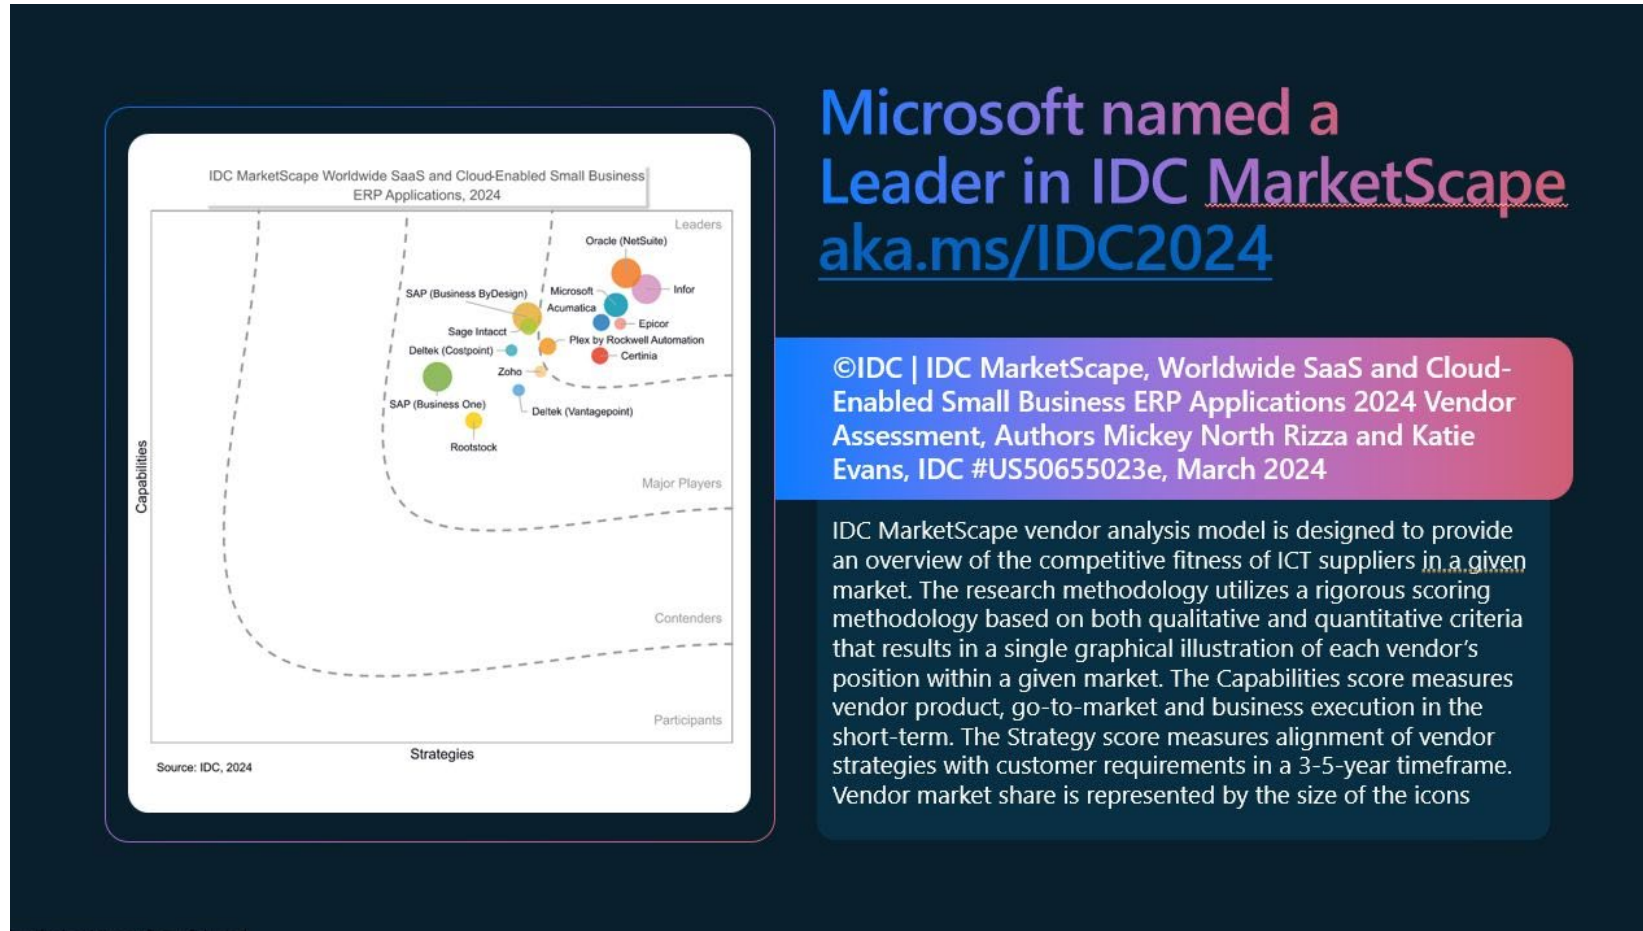 Microsoft named a
Leader in IDC MarketScape
aka.ms/IDC2024
IDC MarketScape Worldwide SaaS and Cloud-Enabled Small Business
ERP Applications, 2024
Leaders
Oracle (NetSuite)
Infor
SAP (Business ByDesign)
Microsoft
Acumatica
Epicor
Sage Intacct
Plex by Rockwell Automation
Deltek (Costpoint)
Certinia
Zoho
SAP (Business One)
Deltek (Vantagepoint)
Rootstock
Capabilities
Major Players
Contenders
Participants
Strategies
Source: IDC, 2024
©IDC | IDC MarketScape, Worldwide SaaS and Cloud-
Enabled Small Business ERP Applications 2024 Vendor
Assessment, Authors Mickey North Rizza and Katie
Evans, IDC #US50655023e, March 2024
IDC MarketScape vendor analysis model is designed to provide
an overview of the competitive fitness of ICT suppliers in a given
market. The research methodology utilizes a rigorous scoring
methodology based on both qualitative and quantitative criteria
that results in a single graphical illustration of each vendor’s
position within a given market. The Capabilities score measures
vendor product, go-to-market and business execution in the
short-term. The Strategy score measures alignment of vendor
strategies with customer requirements in a 3-5-year timeframe.
Vendor market share is represented by the size of the icons